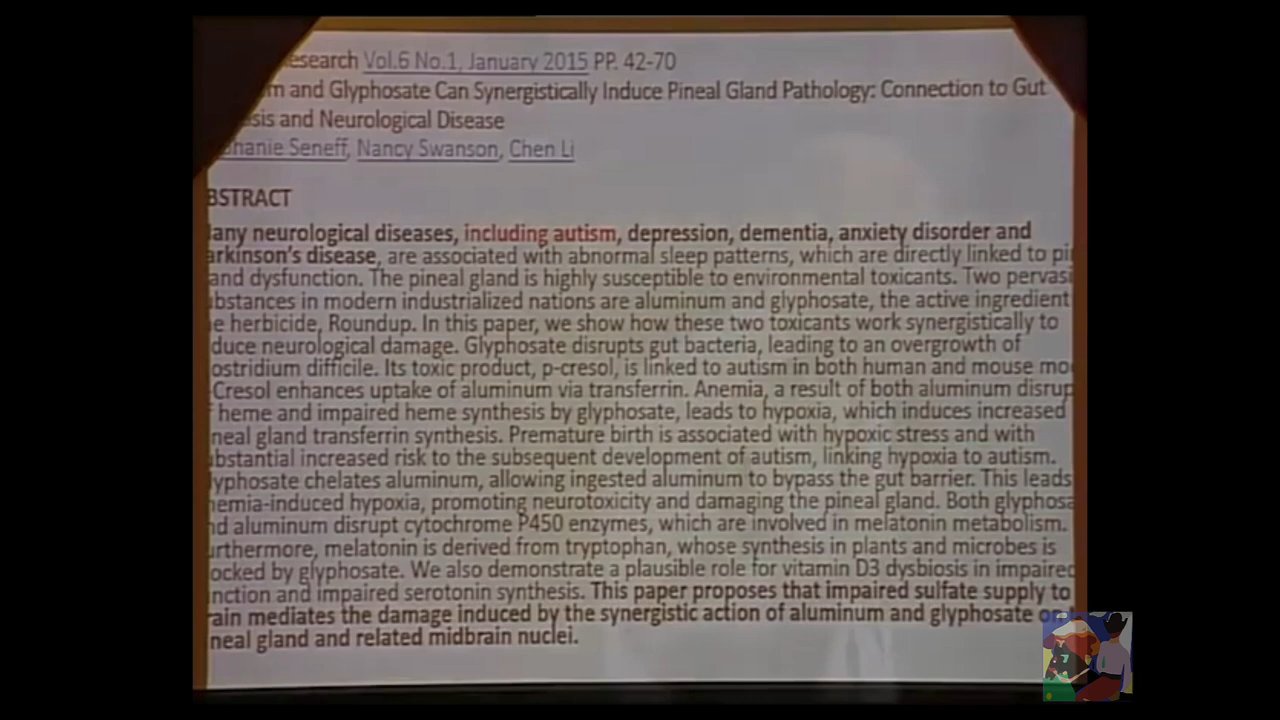 esearch Vol.6 No.1, January 2015 PP. 42-70
m and Glyphosate Can Synergistically Induce Pineal Gland Pathology: Connection to Gut
sis and Neurological Disease
hanie Seneff, Nancy Swanson, Chen Li
BSTRACT
any neurological diseases, including autism, depression, dementia, anxiety disorder and
arkinson's disease, are associated with abnormal sleep patterns, which are directly linked to pi
and dysfunction. The pineal gland is highly susceptible to environmental toxicants. Two pervasi
bstances in modern industrialized nations are aluminum and glyphosate, the active ingredient
e herbicide, Roundup. In this paper, we show how these two toxicants work synergistically to
duce neurological damage. Glyphosate disrupts gut bacteria, leading to an overgrowth of
ostridium difficile. Its toxic product, p-cresol, is linked to autism in both human and mouse mo
Cresol enhances uptake of aluminum via transferrin. Anemia, a result of both aluminum disrup
heme and impaired heme synthesis by glyphosate, leads to hypoxia, which induces increased
neal gland transferrin synthesis. Premature birth is associated with hypoxic stress and with
bstantial increased risk to the subsequent development of autism, linking hypoxia to autism.
lyphosate chelates aluminum, allowing ingested aluminum to bypass the gut barrier. This leads
nemia-induced hypoxia, promoting neurotoxicity and damaging the pineal gland. Both glyphosa
nd aluminum disrupt cytochrome P450 enzymes, which are involved in melatonin metabolism.
urthermore, melatonin is derived from tryptophan, whose synthesis in plants and microbes is
ocked by glyphosate. We also demonstrate a plausible role for vitamin D3 dysbiosis in impaired
nction and impaired serotonin synthesis. This paper proposes that impaired sulfate supply to
rain mediates the damage induced by the synergistic action of aluminum and glyphosate on
neal gland and related midbrain nuclei.